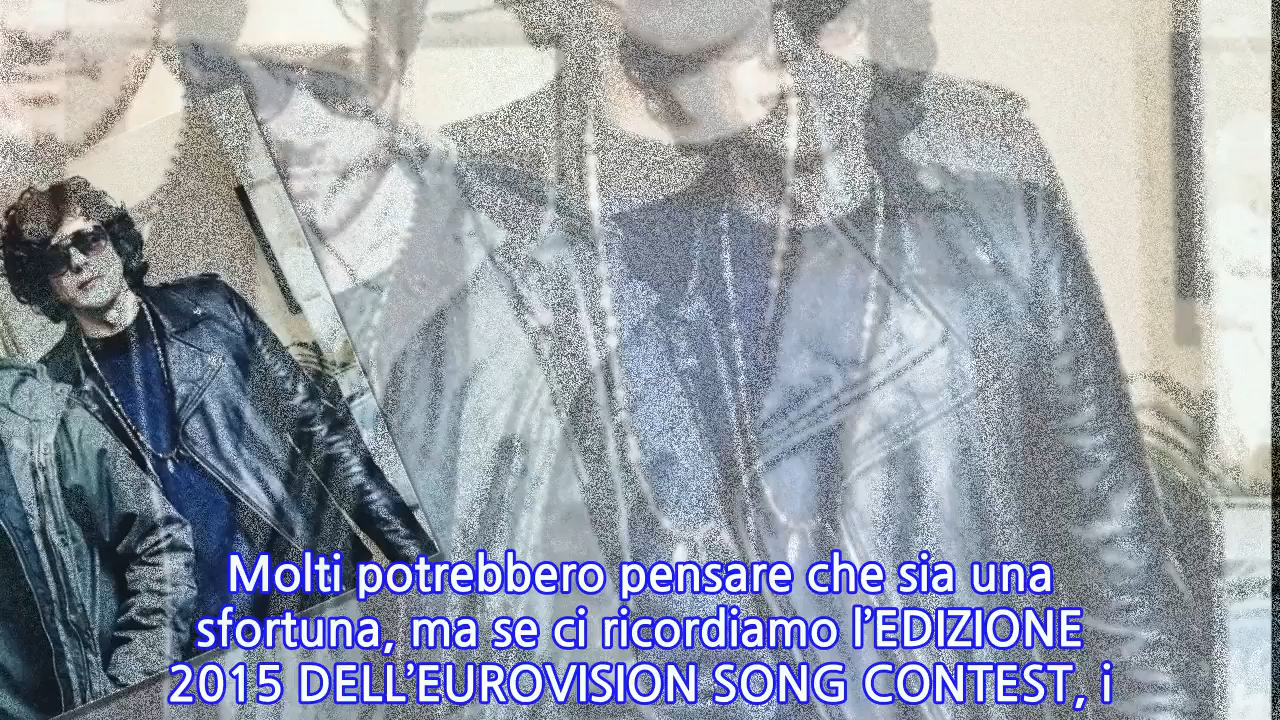 Molti potrebbero pensare che sia una
sfortuna, ma se ci ricordiamo l’EDIZIONE
2015 DELL’EUROVISION SONG CONTEST, i